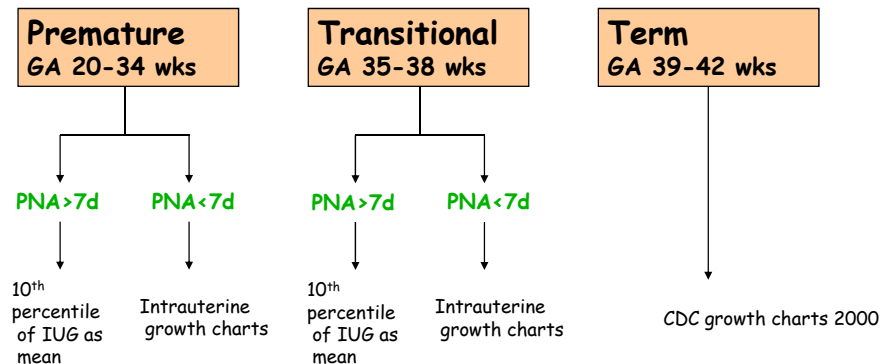 Premature
GA 20-34 wks
Transitional
GA 35-38 wks
Term
GA 39-42 wks
PNA>7d
PNA<7d
PNA>7d
PNA<7d
10th
percentile
of IUG as
mean
Intrauterine
growth charts
10th
percentile
of IUG as
mean
Intrauterine
growth charts
CDC growth charts 2000